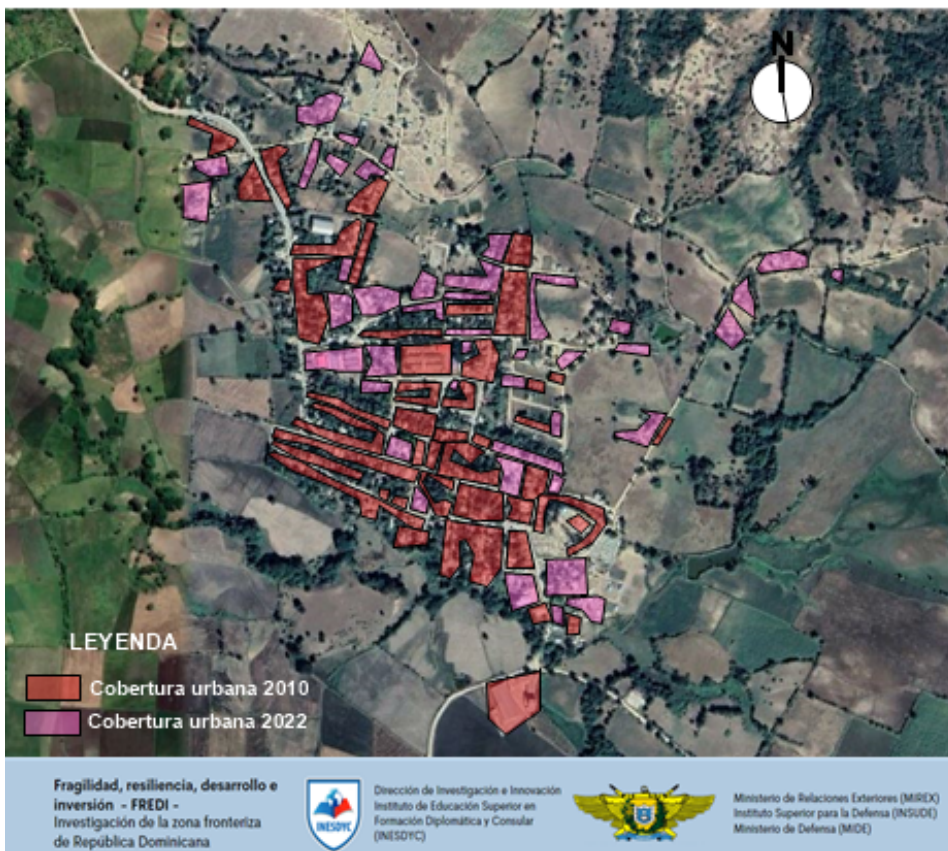 N
LEYENDA
Cobertura urbana 2010
Cobertura urbana 2022
Fragilidad, resiliencia, desarrollo e
inversión - FREDI -
Investigación de la zona fronteriza
de República Dominicana
INESDYC
Dirección de Investigación e Innovación
Instituto de Educación Superior en
Formación Diplomática y Consular
(INESDYC)
Ministerio de Relaciones Exteriores (MIREX)
Instituto Superior para la Defensa (INSUDE)
Ministerio de Defensa (MIDE)